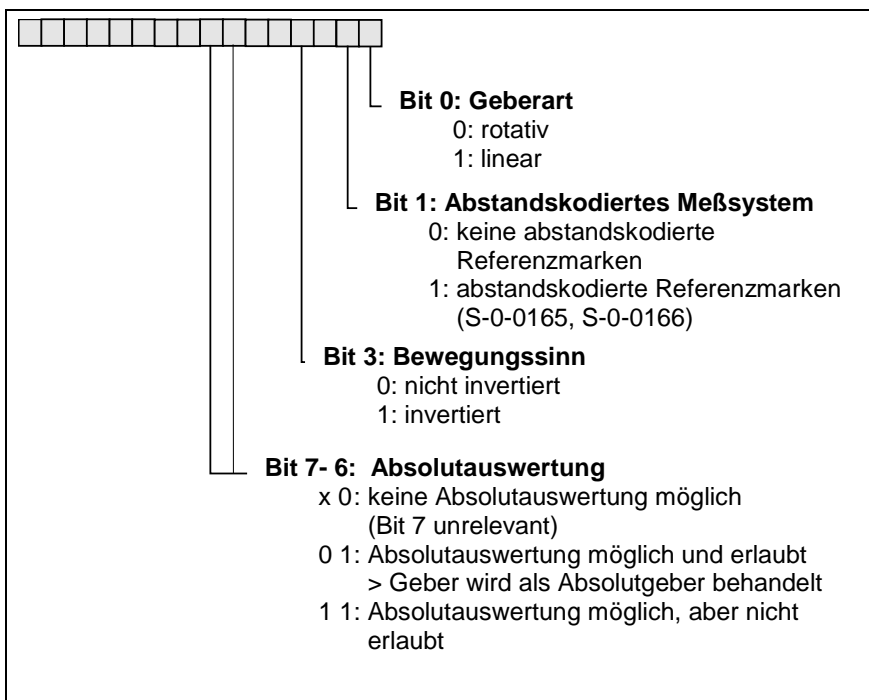 Bit 0: Geberart
0: rotativ
1: linear
Bit 1: Abstandskodiertes Meßsystem
0: keine abstandskodierte
Referenzmarken
1: abstandskodierte Referenzmarken
(S-0-0165, S-0-0166)
Bit 3: Bewegungssinn
0: nicht invertiert
1: invertiert
Bit 7- 6: Absolutauswertung
x 0: keine Absolutauswertung möglich
(Bit 7 unrelevant)
0 1: Absolutauswertung möglich und erlaubt
> Geber wird als Absolutgeber behandelt
1 1: Absolutauswertung möglich, aber nicht
erlaubt